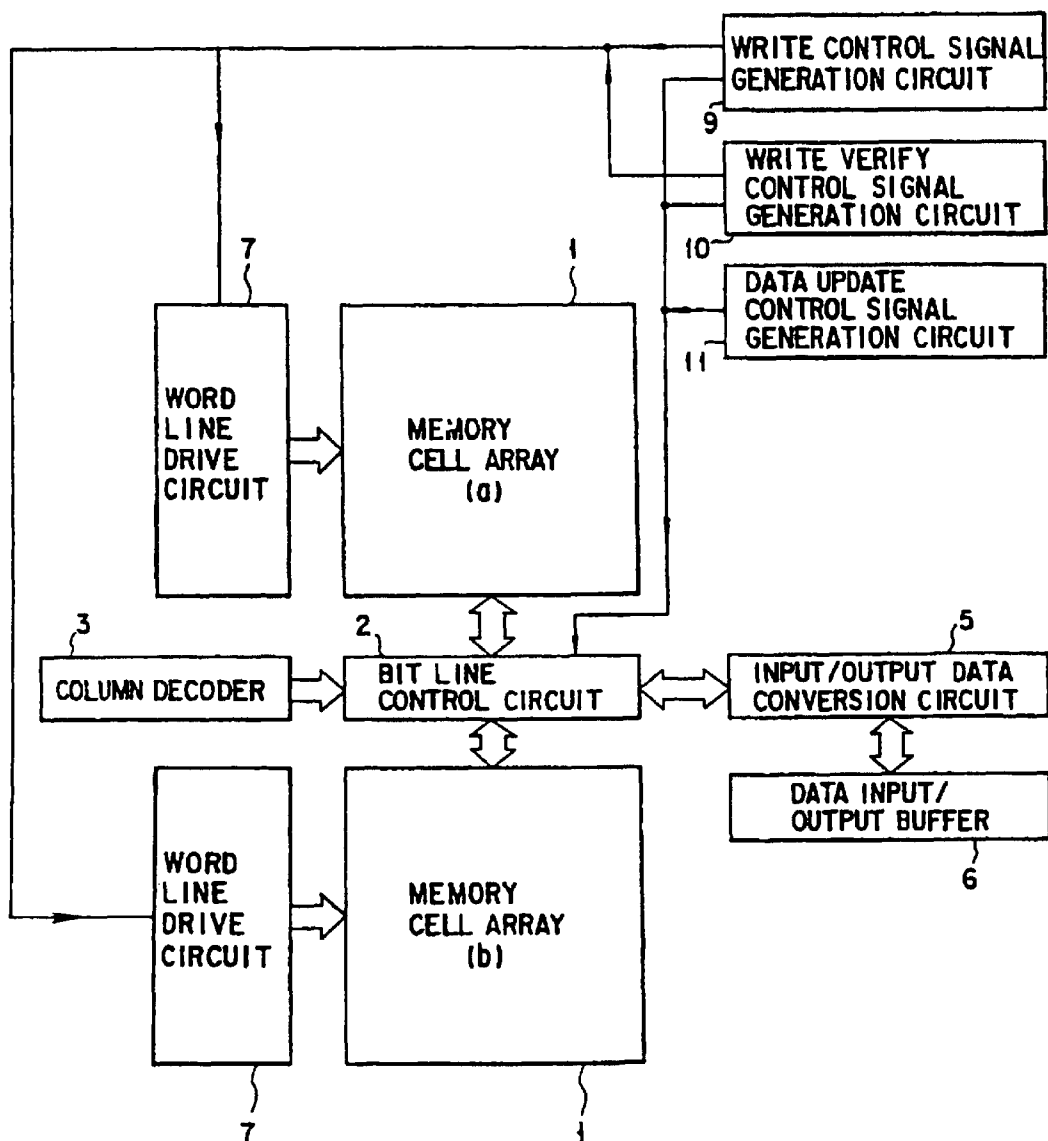 WRITE CONTROL SIGNAL
GENERATION CIRCUIT
9
WRITE VERIFY
CONTROL SIGNAL
GENERATION CIRCUIT
10
DATA UPDATE
CONTROL SIGNAL
GENERATION CIRCUIT
11
7
1
WORD
LINE
DRIVE
CIRCUIT
MEMORY
CELL ARRAY
(a)
3
2
5
COLUMN DECODER
BIT LINE
CONTROL CIRCUIT
INPUT/OUTPUT DATA
CONVERSION CIRCUIT
DATA INPUT/
OUTPUT BUFFER
6
WORD
LINE
DRIVE
CIRCUIT
MEMORY
CELL ARRAY
(b)
7
1